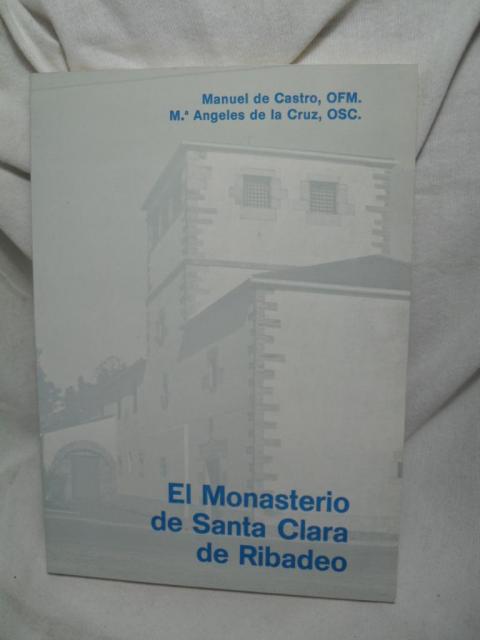 Manuel de Castro, OFM.
M.ª Angeles de la Cruz, OSC.
El Monasterio
de Santa Clara
de Ribadeo